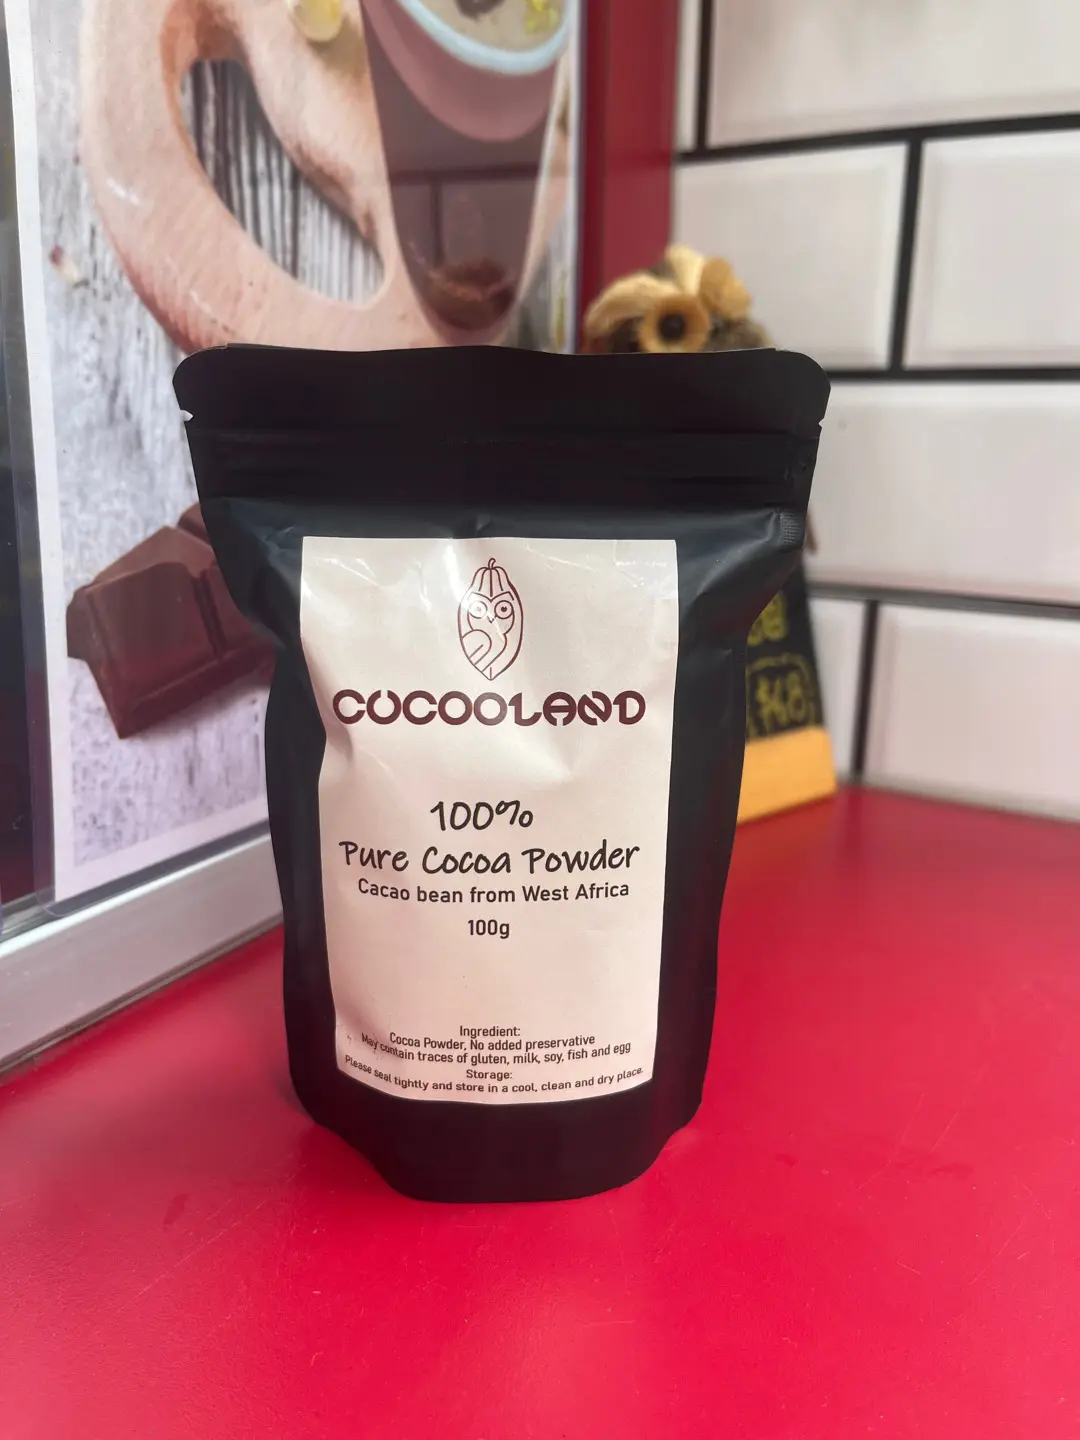 CUCOOLAND
100%
Pure Cocoa Powder
Cacao bean from West Africa
100g
Ingredient:
Cocoa Powder, No added preservative
May contain traces of gluten, milk, soy, fish and egg
Storage:
Please seal tightly and store in a cool, clean and dry place.
$48